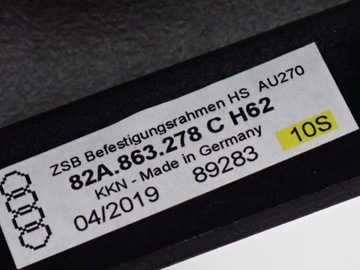 ZSB Befestigungsrahmen HS AU270
82A.863.278 C H62
KKN - Made in Germany
04/2019 89283
10S